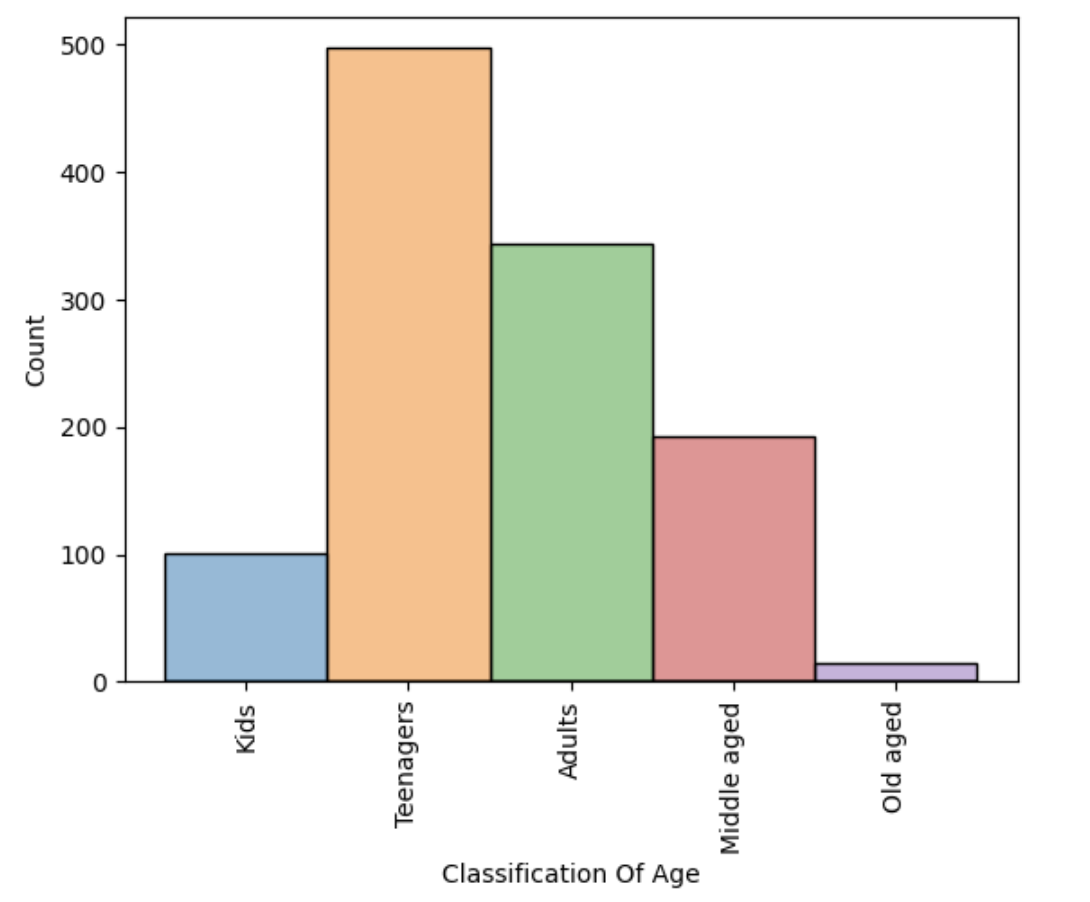 500
400
300
200
100
0
Count
Kids
Teenagers
Adults
Middle aged
Old aged
Classification Of Age